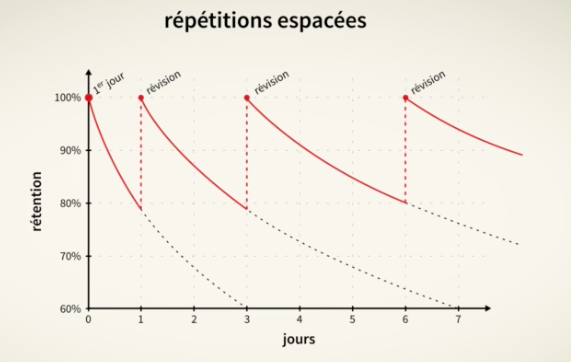 répétitions espacées
1er jour
révision
révision
révision
100%
90%
80%
70%
60%
rétention
0 1 2 3 4 5 6 7
jours